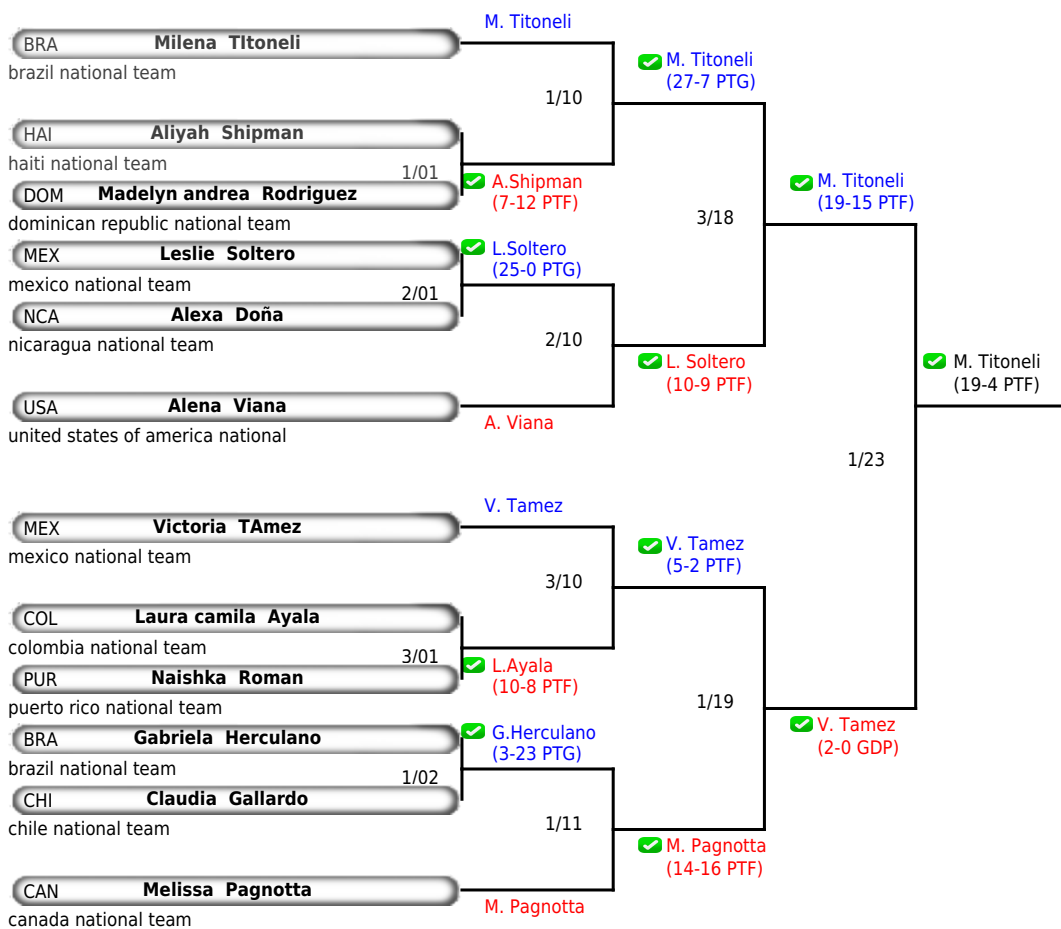 M. Titoneli
BRA Milena TItoneli
brazil national team
M. Titoneli
(27-7 PTG)
1/10
HAI Aliyah Shipman
haiti national team
1/01
A.Shipman
(7-12 PTF)
DOM Madelyn andrea Rodriguez
dominican republic national team
M. Titoneli
(19-15 PTF)
3/18
MEX Leslie Soltero
mexico national team
L.Soltero
(25-0 PTG)
2/01
NCA Alexa Doña
nicaragua national team
2/10
L. Soltero
(10-9 PTF)
USA Alena Viana
united states of america national
A. Viana
M. Titoneli
(19-4 PTF)
1/23
V. Tamez
MEX Victoria TAmez
mexico national team
V. Tamez
(5-2 PTF)
3/10
COL Laura camila Ayala
colombia national team
3/01
L.Ayala
(10-8 PTF)
PUR Naishka Roman
puerto rico national team
1/19
V. Tamez
(2-0 GDP)
BRA Gabriela Herculano
brazil national team
G.Herculano
(3-23 PTG)
1/02
CHI Claudia Gallardo
chile national team
1/11
M. Pagnotta
(14-16 PTF)
CAN Melissa Pagnotta
canada national team
M. Pagnotta